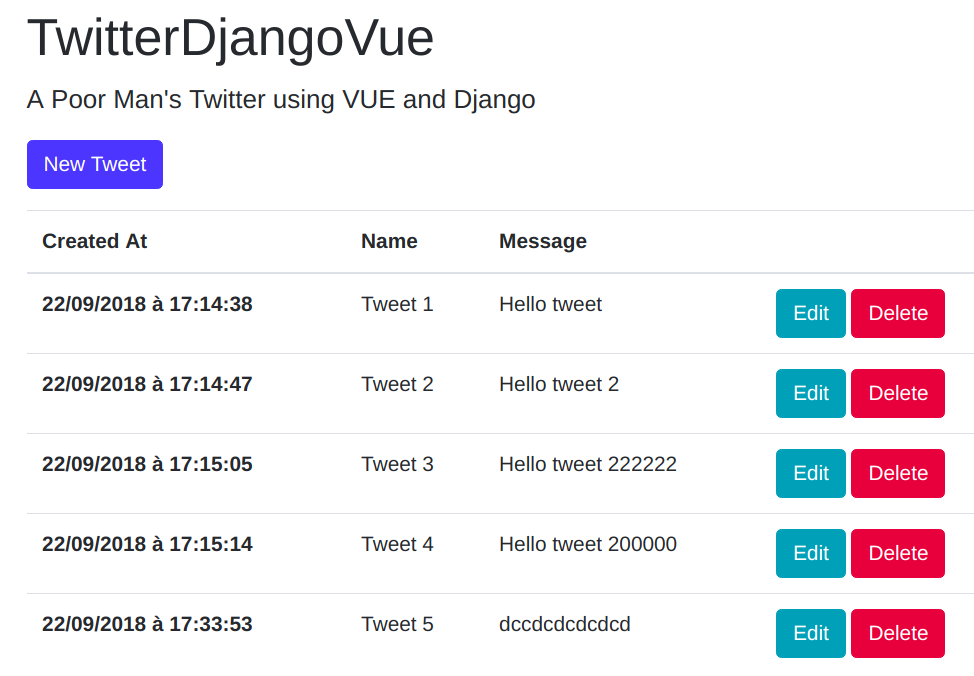 TwitterDjangoVue
A Poor Man's Twitter using VUE and Django
New Tweet
Created At Name Message
22/09/2018 à 17:14:38 Tweet 1 Hello tweet Edit Delete
22/09/2018 à 17:14:47 Tweet 2 Hello tweet 2 Edit Delete
22/09/2018 à 17:15:05 Tweet 3 Hello tweet 222222 Edit Delete
22/09/2018 à 17:15:14 Tweet 4 Hello tweet 200000 Edit Delete
22/09/2018 à 17:33:53 Tweet 5 dccdcdcdcdcd Edit Delete